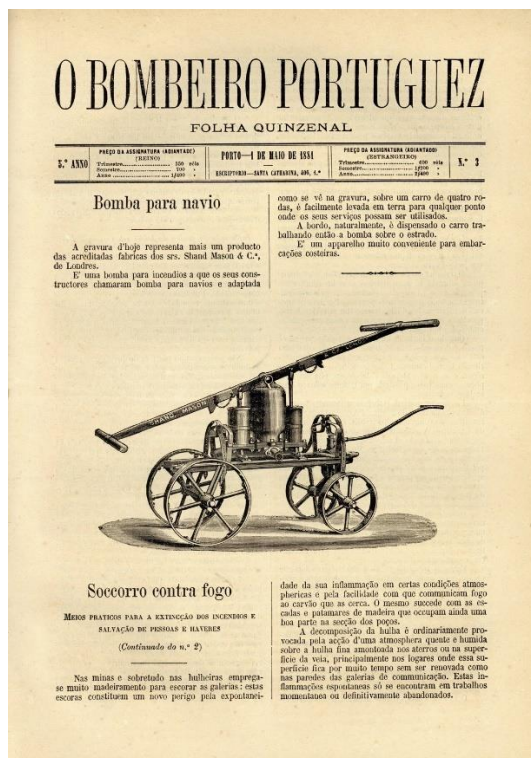 O BOMBEIRO PORTUGUEZ
FOLHA QUINZENAL
5.º ANNO
PREÇO DA ASSIGNATURA (ADIANTADO)
(REINO)
Trimestre 550 réis
Semestre 700 »
Anno 1$300 »
PORTO—1 DE MAIO DE 1881
ESCRIPTORIO—SANTA CATHARINA,
PREÇO DA ASSIGNATURA (ADIANTADO)
(ESTRANGEIRO)
Trimestre réis
Semestre »
Anno »
N.º 3
Bomba para navio
A gravura d'hoje representa mais um producto
das acreditadas fabricas dos srs. Shand Mason & C.ª,
de Londres.
E' uma bomba para incendios a que os seus cons-
tructores chamaram bomba para navios e adaptada
como se vê na gravura, sobre um carro de quatro ro-
das, é facilmente levada em terra para qualquer ponto
onde os seus serviços possam ser utilisados.
A bordo, naturalmente, é dispensado o carro tra-
balhando então a bomba sobre o estrado.
E' um apparelho muito conveniente para embar-
cações costeiras.
SHAND, MASON
& Cº LONDON
Soccorro contra fogo
MEIOS PRATICOS PARA A EXTINCÇÃO DOS INCENDIOS E
SALVAÇÃO DE PESSOAS E HAVERES
(Continuado do n.º 2)
Nas minas e sobretudo nas hulheiras emprega-
se muito madeiramento para escorar as galerias: estas
escoras constituem um novo perigo pela expontanei-
dade da sua inflammação em certas condições atmos-
phericas e pela facilidade com que communicam fogo
ao carvão que as cerca. O mesmo succede com as es-
cadas e patamares de madeira que occupam ainda uma
boa parte na secção dos poços.
A decomposição da hulha é ordinariamente pro-
vocada pela acção d'uma atmosphera quente e humida
sobre a hulha fina amontoada nos aterros ou na super-
ficie da veia, principalmente nos logares onde essa su-
perficie fica por muito tempo sem ser renovada como
nas paredes das galerias de communicação. Estas in-
flammações espontaneas só se encontram em trabalhos
momentanea ou definitivamente abandonados.